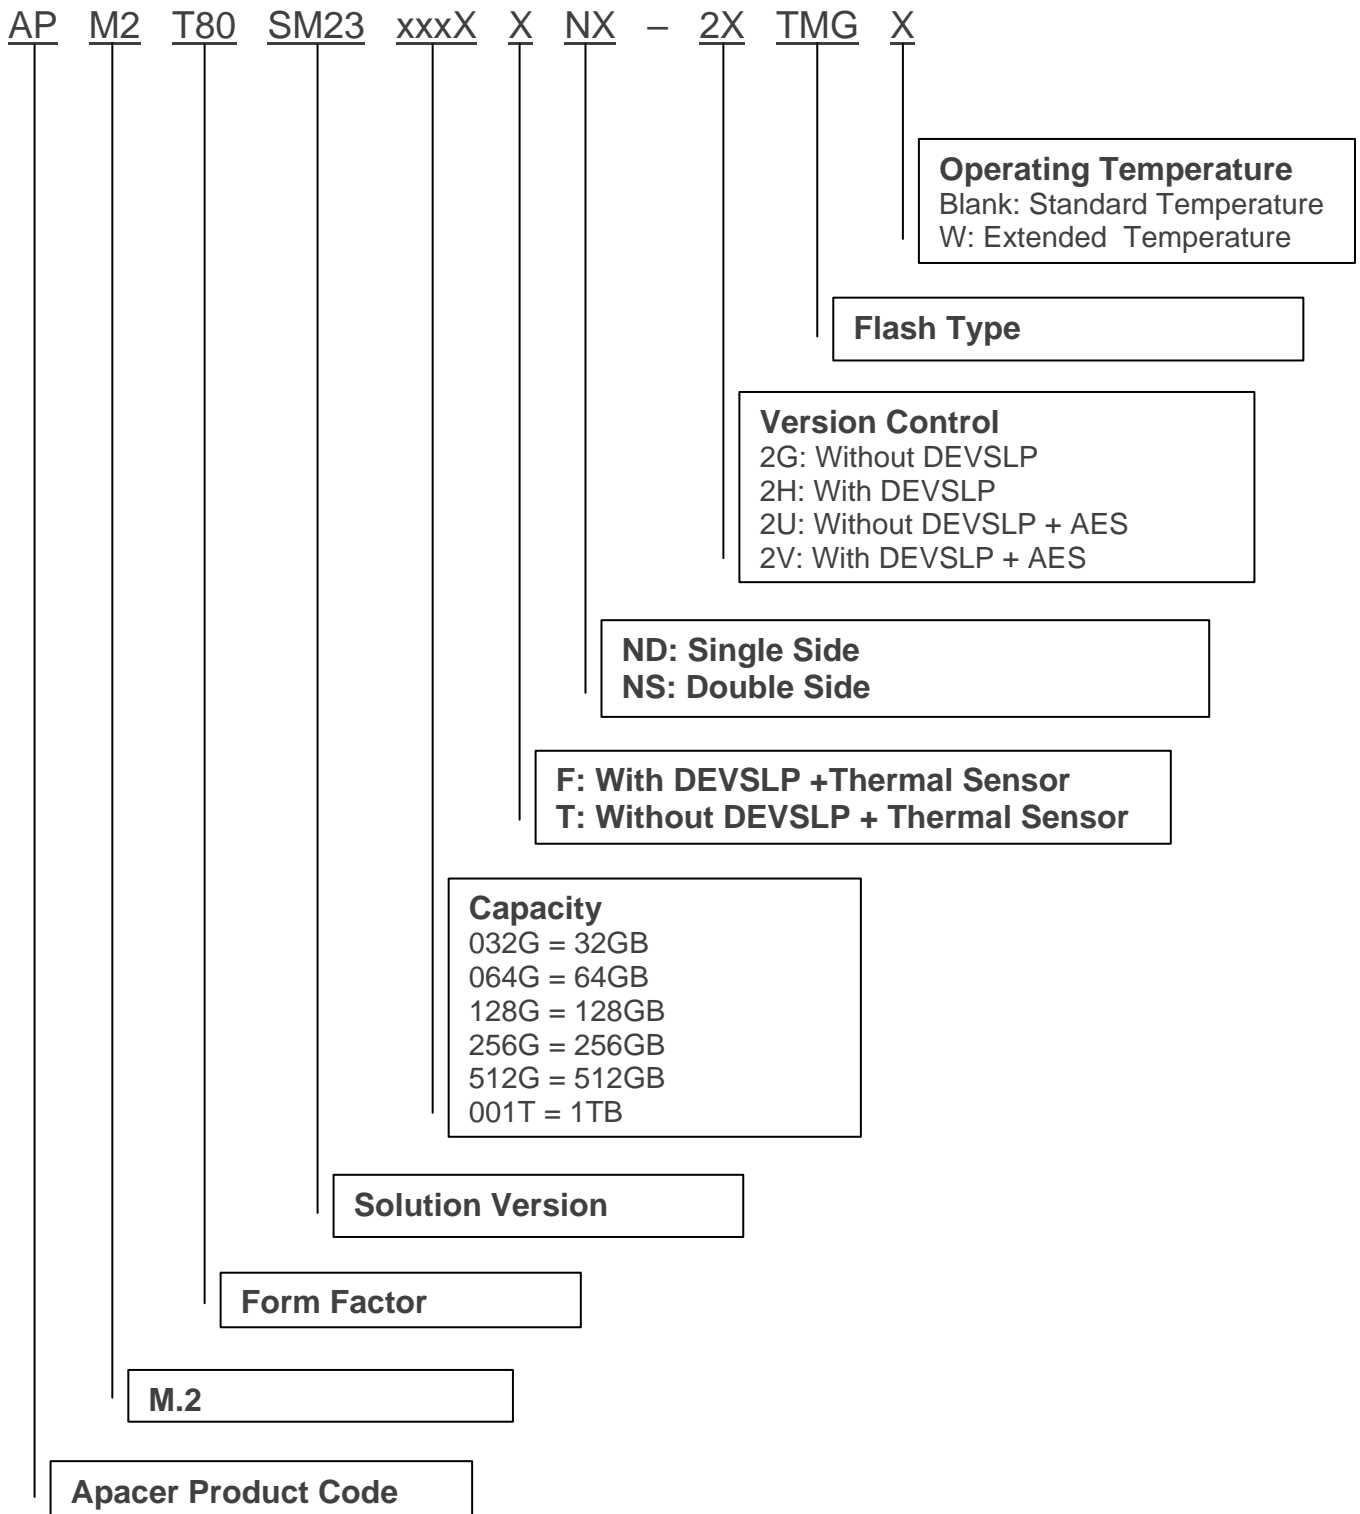 AP M2 T80 SM23 xxxX X NX – 2X TMG X
Operating Temperature
Blank: Standard Temperature
W: Extended Temperature
Flash Type
Version Control
2G: Without DEVSLP
2H: With DEVSLP
2U: Without DEVSLP + AES
2V: With DEVSLP + AES
ND: Single Side
NS: Double Side
F: With DEVSLP +Thermal Sensor
T: Without DEVSLP + Thermal Sensor
Capacity
032G = 32GB
064G = 64GB
128G = 128GB
256G = 256GB
512G = 512GB
001T = 1TB
Solution Version
Form Factor
M.2
Apacer Product Code